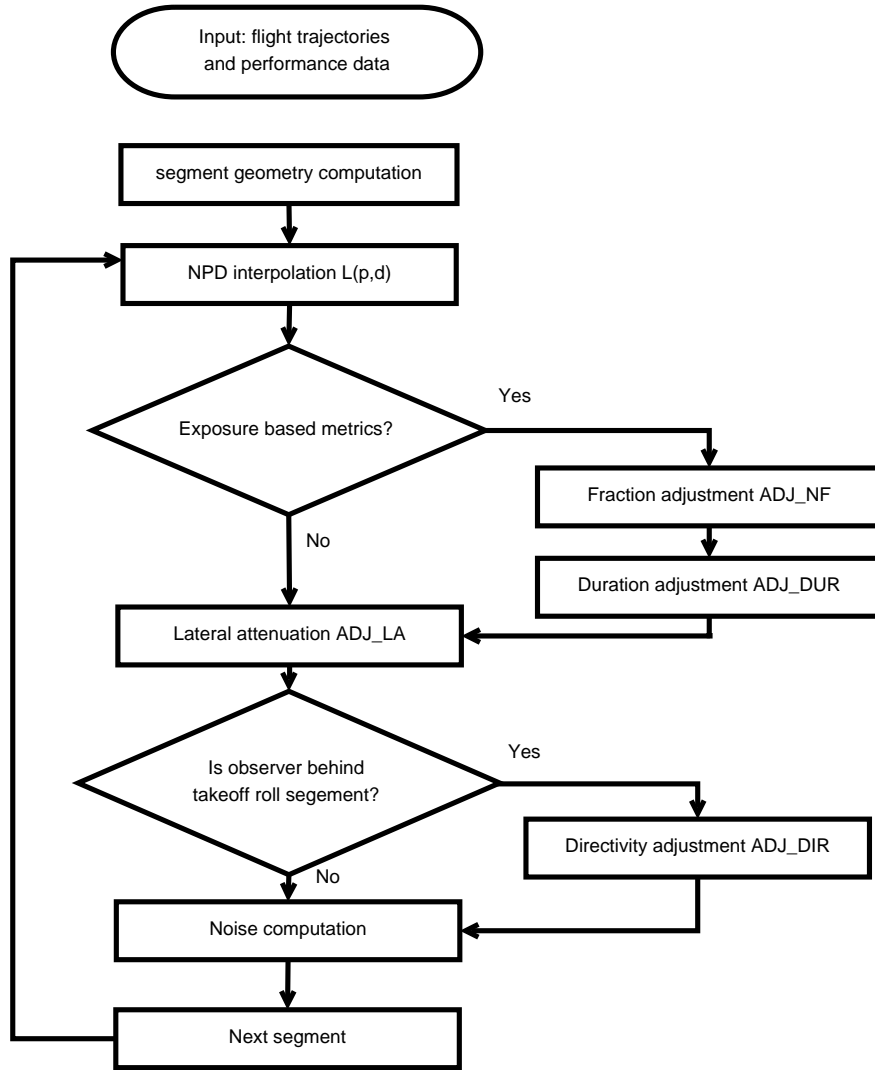 Input: flight trajectories
and performance data
segment geometry computation
NPD interpolation L(p,d)
Yes
Exposure based metrics?
Fraction adjustment ADJ_NF
No
Duration adjustment ADJ_DUR
Lateral attenuation ADJ_LA
Yes
Is observer behind
takeoff roll segement?
Directivity adjustment ADJ_DIR
No
Noise computation
Next segment